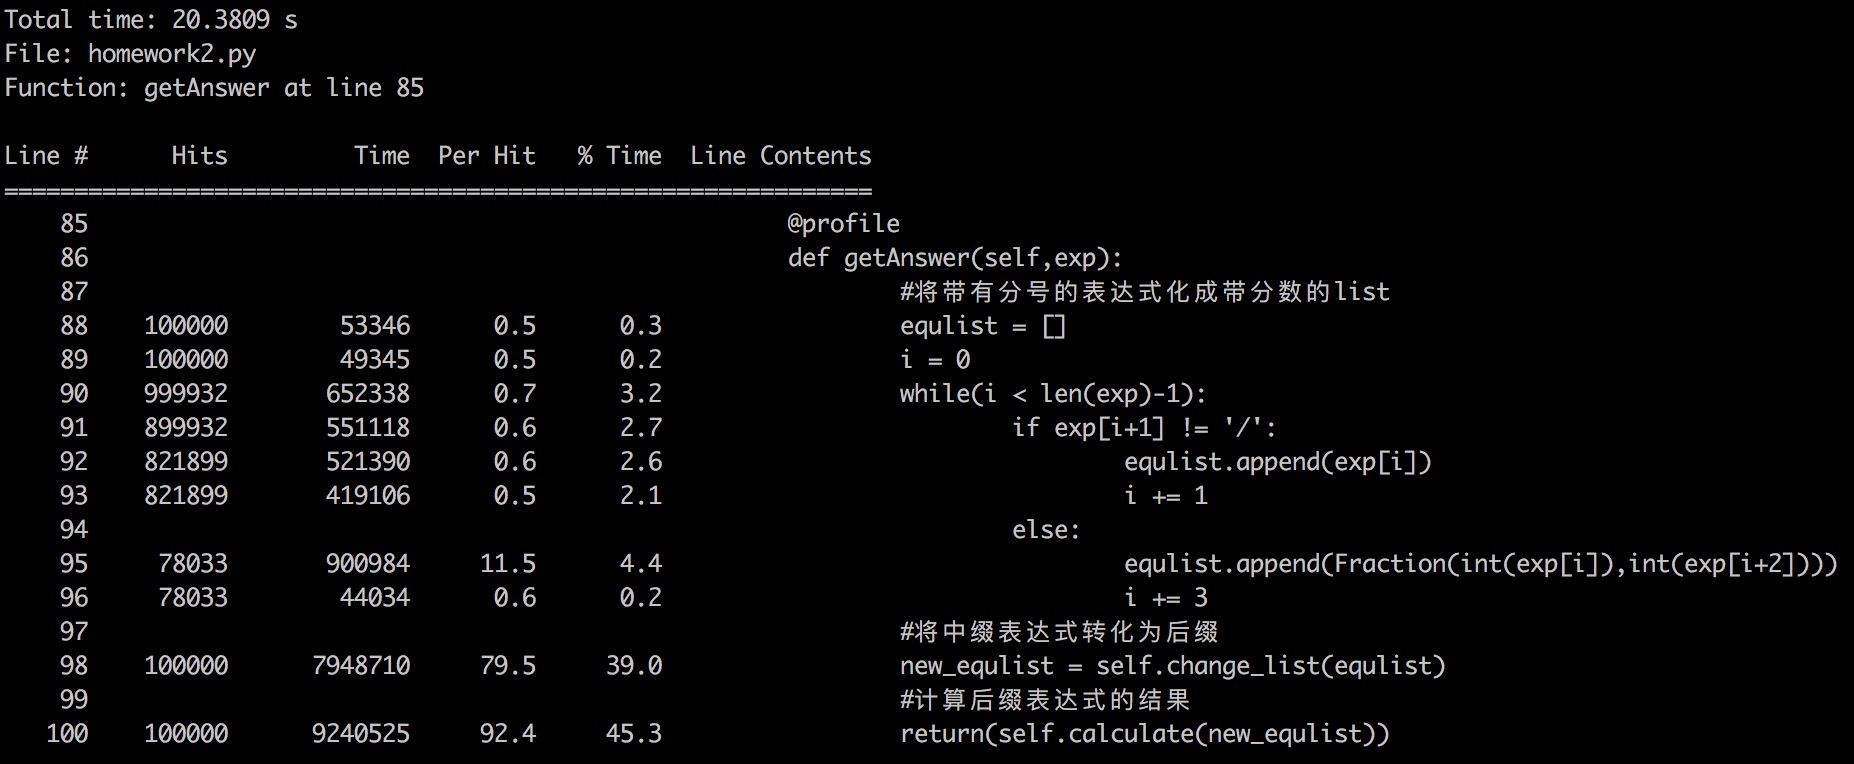 Total time: 20.3809 s
File: homework2.py
Function: getAnswer at line 85
Line #      Hits         Time  Per Hit   % Time  Line Contents
==============================================================
    85                                                  @profile
    86                                                  def getAnswer(self,exp):
    87                                                          #将带有分号的表达式化成带分数的list
    88    100000        53346      0.5      0.3                 equlist = []
    89    100000        49345      0.5      0.2                 i = 0
    90    999932       652338      0.7      3.2                 while(i < len(exp)-1):
    91    899932       551118      0.6      2.7                         if exp[i+1] != '/':
    92    821899       521390      0.6      2.6                                 equlist.append(exp[i])
    93    821899       419106      0.5      2.1                                 i += 1
    94                                                                  else:
    95     78033       900984     11.5      4.4                                 equlist.append(Fraction(int(exp[i]),int(exp[i+2])))
    96     78033        44034      0.6      0.2                                 i += 3
    97                                                          #将中缀表达式转化为后缀
    98    100000      7948710     79.5     39.0                 new_equlist = self.change_list(equlist)
    99                                                          #计算后缀表达式的结果
   100    100000      9240525     92.4     45.3                 return(self.calculate(new_equlist))